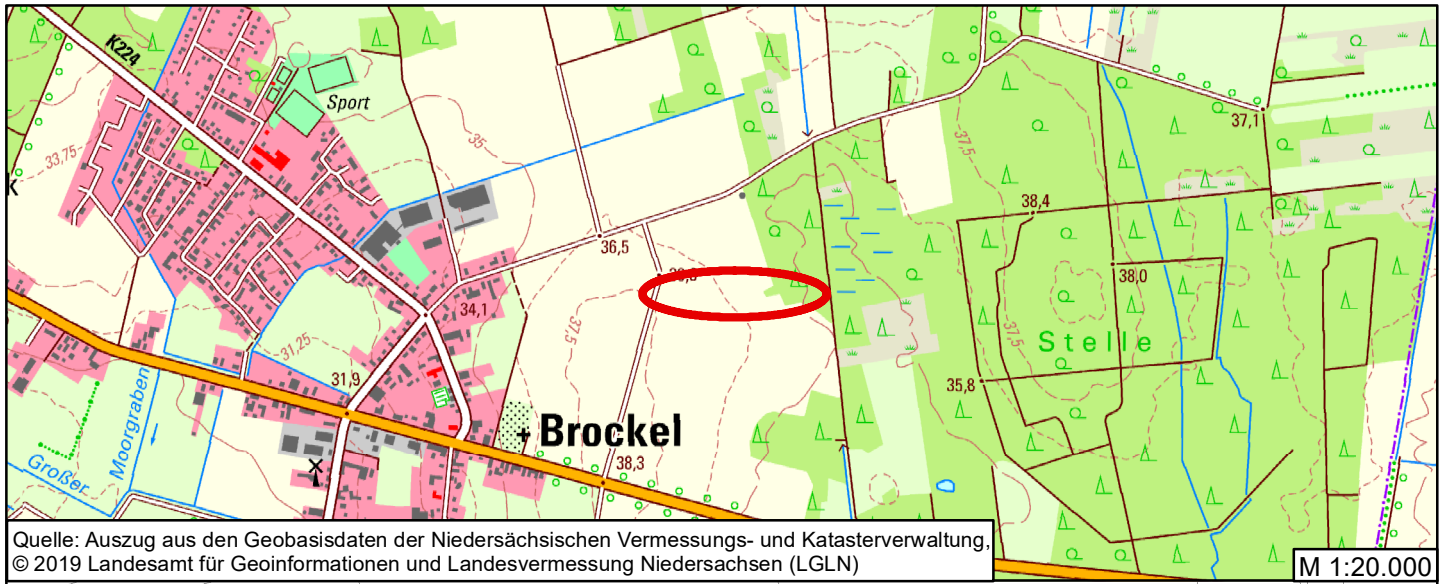 K224
Sport
33,75
35
37,5
37,1
K
38,4
36,5
38,0
34,1
37,5
37,5
Stelle
31,25
31,9
35,8
Moorgraben
Großer
Brockel
38,3
Quelle: Auszug aus den Geobasisdaten der Niedersächsischen Vermessungs- und Katasterverwaltung,
© 2019 Landesamt für Geoinformationen und Landesvermessung Niedersachsen (LGLN)
M 1:20.000